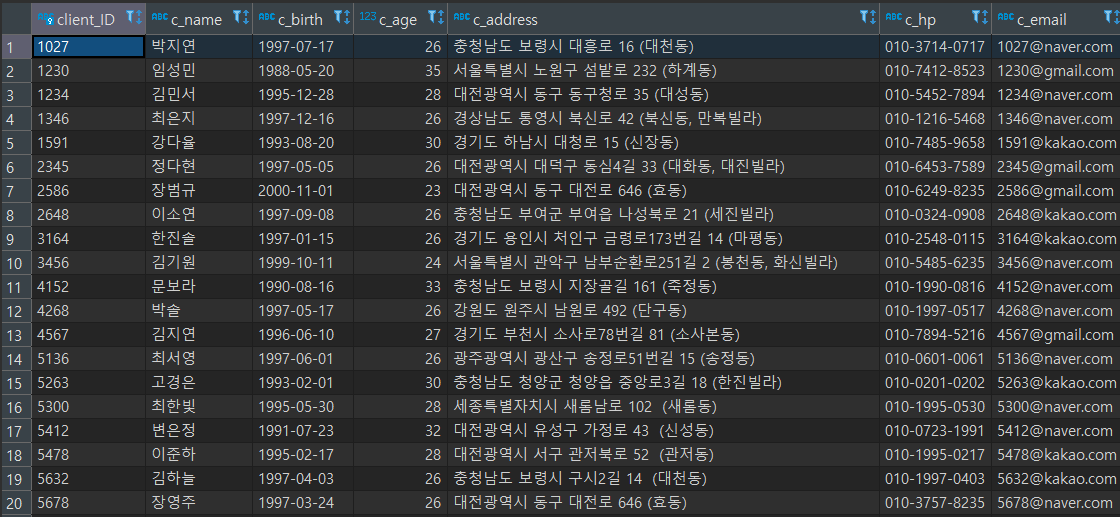 ABC client_ID ABC c_name ABC c_birth 123 c_age ABC c_address ABC c_hp ABC c_email
1 1027 박지연 1997-07-17 26 충청남도 보령시 대흥로 16 (대천동) 010-3714-0717 1027@naver.com
2 1230 임성민 1988-05-20 35 서울특별시 노원구 섬밭로 232 (하계동) 010-7412-8523 1230@gmail.com
3 1234 김민서 1995-12-28 28 대전광역시 동구 동구청로 35 (대성동) 010-5452-7894 1234@naver.com
4 1346 최은지 1997-12-16 26 경상남도 통영시 북신로 42 (북신동, 만복빌라) 010-1216-5468 1346@naver.com
5 1591 강다율 1993-08-20 30 경기도 하남시 대청로 15 (신장동) 010-7485-9658 1591@kakao.com
6 2345 정다현 1997-05-05 26 대전광역시 대덕구 동심4길 33 (대화동, 대진빌라) 010-6453-7589 2345@gmail.com
7 2586 장범규 2000-11-01 23 대전광역시 동구 대전로 646 (효동) 010-6249-8235 2586@gmail.com
8 2648 이소연 1997-09-08 26 충청남도 부여군 부여읍 나성북로 21 (세진빌라) 010-0324-0908 2648@kakao.com
9 3164 한진솔 1997-01-15 26 경기도 용인시 처인구 금령로173번길 14 (마평동) 010-2548-0115 3164@kakao.com
10 3456 김기원 1999-10-11 24 서울특별시 관악구 남부순환로251길 2 (봉천동, 화신빌라) 010-5485-6235 3456@naver.com
11 4152 문보라 1990-08-16 33 충청남도 보령시 지장골길 161 (죽정동) 010-1990-0816 4152@naver.com
12 4268 박솔 1997-05-17 26 강원도 원주시 남원로 492 (단구동) 010-1997-0517 4268@naver.com
13 4567 김지연 1996-06-10 27 경기도 부천시 소사로78번길 81 (소사본동) 010-7894-5216 4567@gmail.com
14 5136 최서영 1997-06-01 26 광주광역시 광산구 송정로51번길 15 (송정동) 010-0601-0061 5136@naver.com
15 5263 고경은 1993-02-01 30 충청남도 청양군 청양읍 중앙로3길 18 (한진빌라) 010-0201-0202 5263@kakao.com
16 5300 최한빛 1995-05-30 28 세종특별자치시 새롬남로 102 (새롬동) 010-1995-0530 5300@naver.com
17 5412 변은정 1991-07-23 32 대전광역시 유성구 가정로 43 (신성동) 010-0723-1991 5412@naver.com
18 5478 이준하 1995-02-17 28 대전광역시 서구 관저북로 52 (관저동) 010-1995-0217 5478@kakao.com
19 5632 김하늘 1997-04-03 26 충청남도 보령시 구시2길 14 (대천동) 010-1997-0403 5632@kakao.com
20 5678 장영주 1997-03-24 26 대전광역시 동구 대전로 646 (효동) 010-3757-8235 5678@naver.com